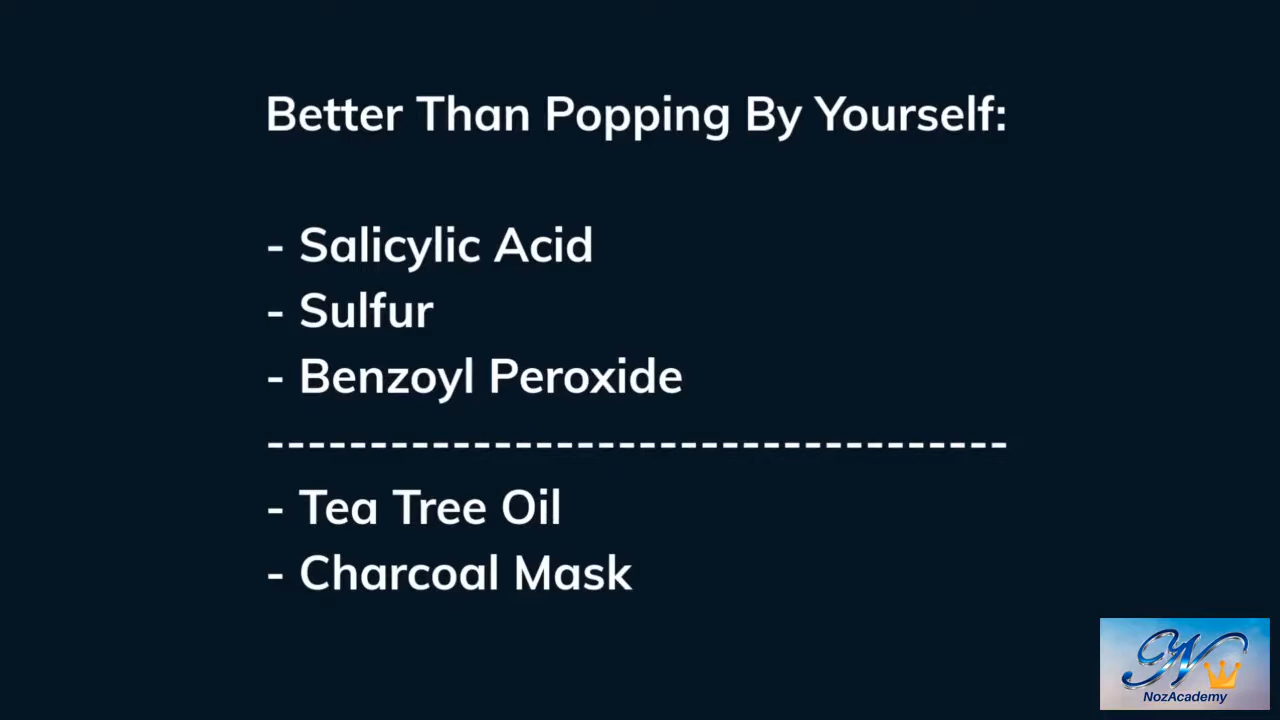 Better Than Popping By Yourself:
- Salicylic Acid
- Sulfur
- Benzoyl Peroxide
------------------------------------
- Tea Tree Oil
- Charcoal Mask
N
NozAcademy